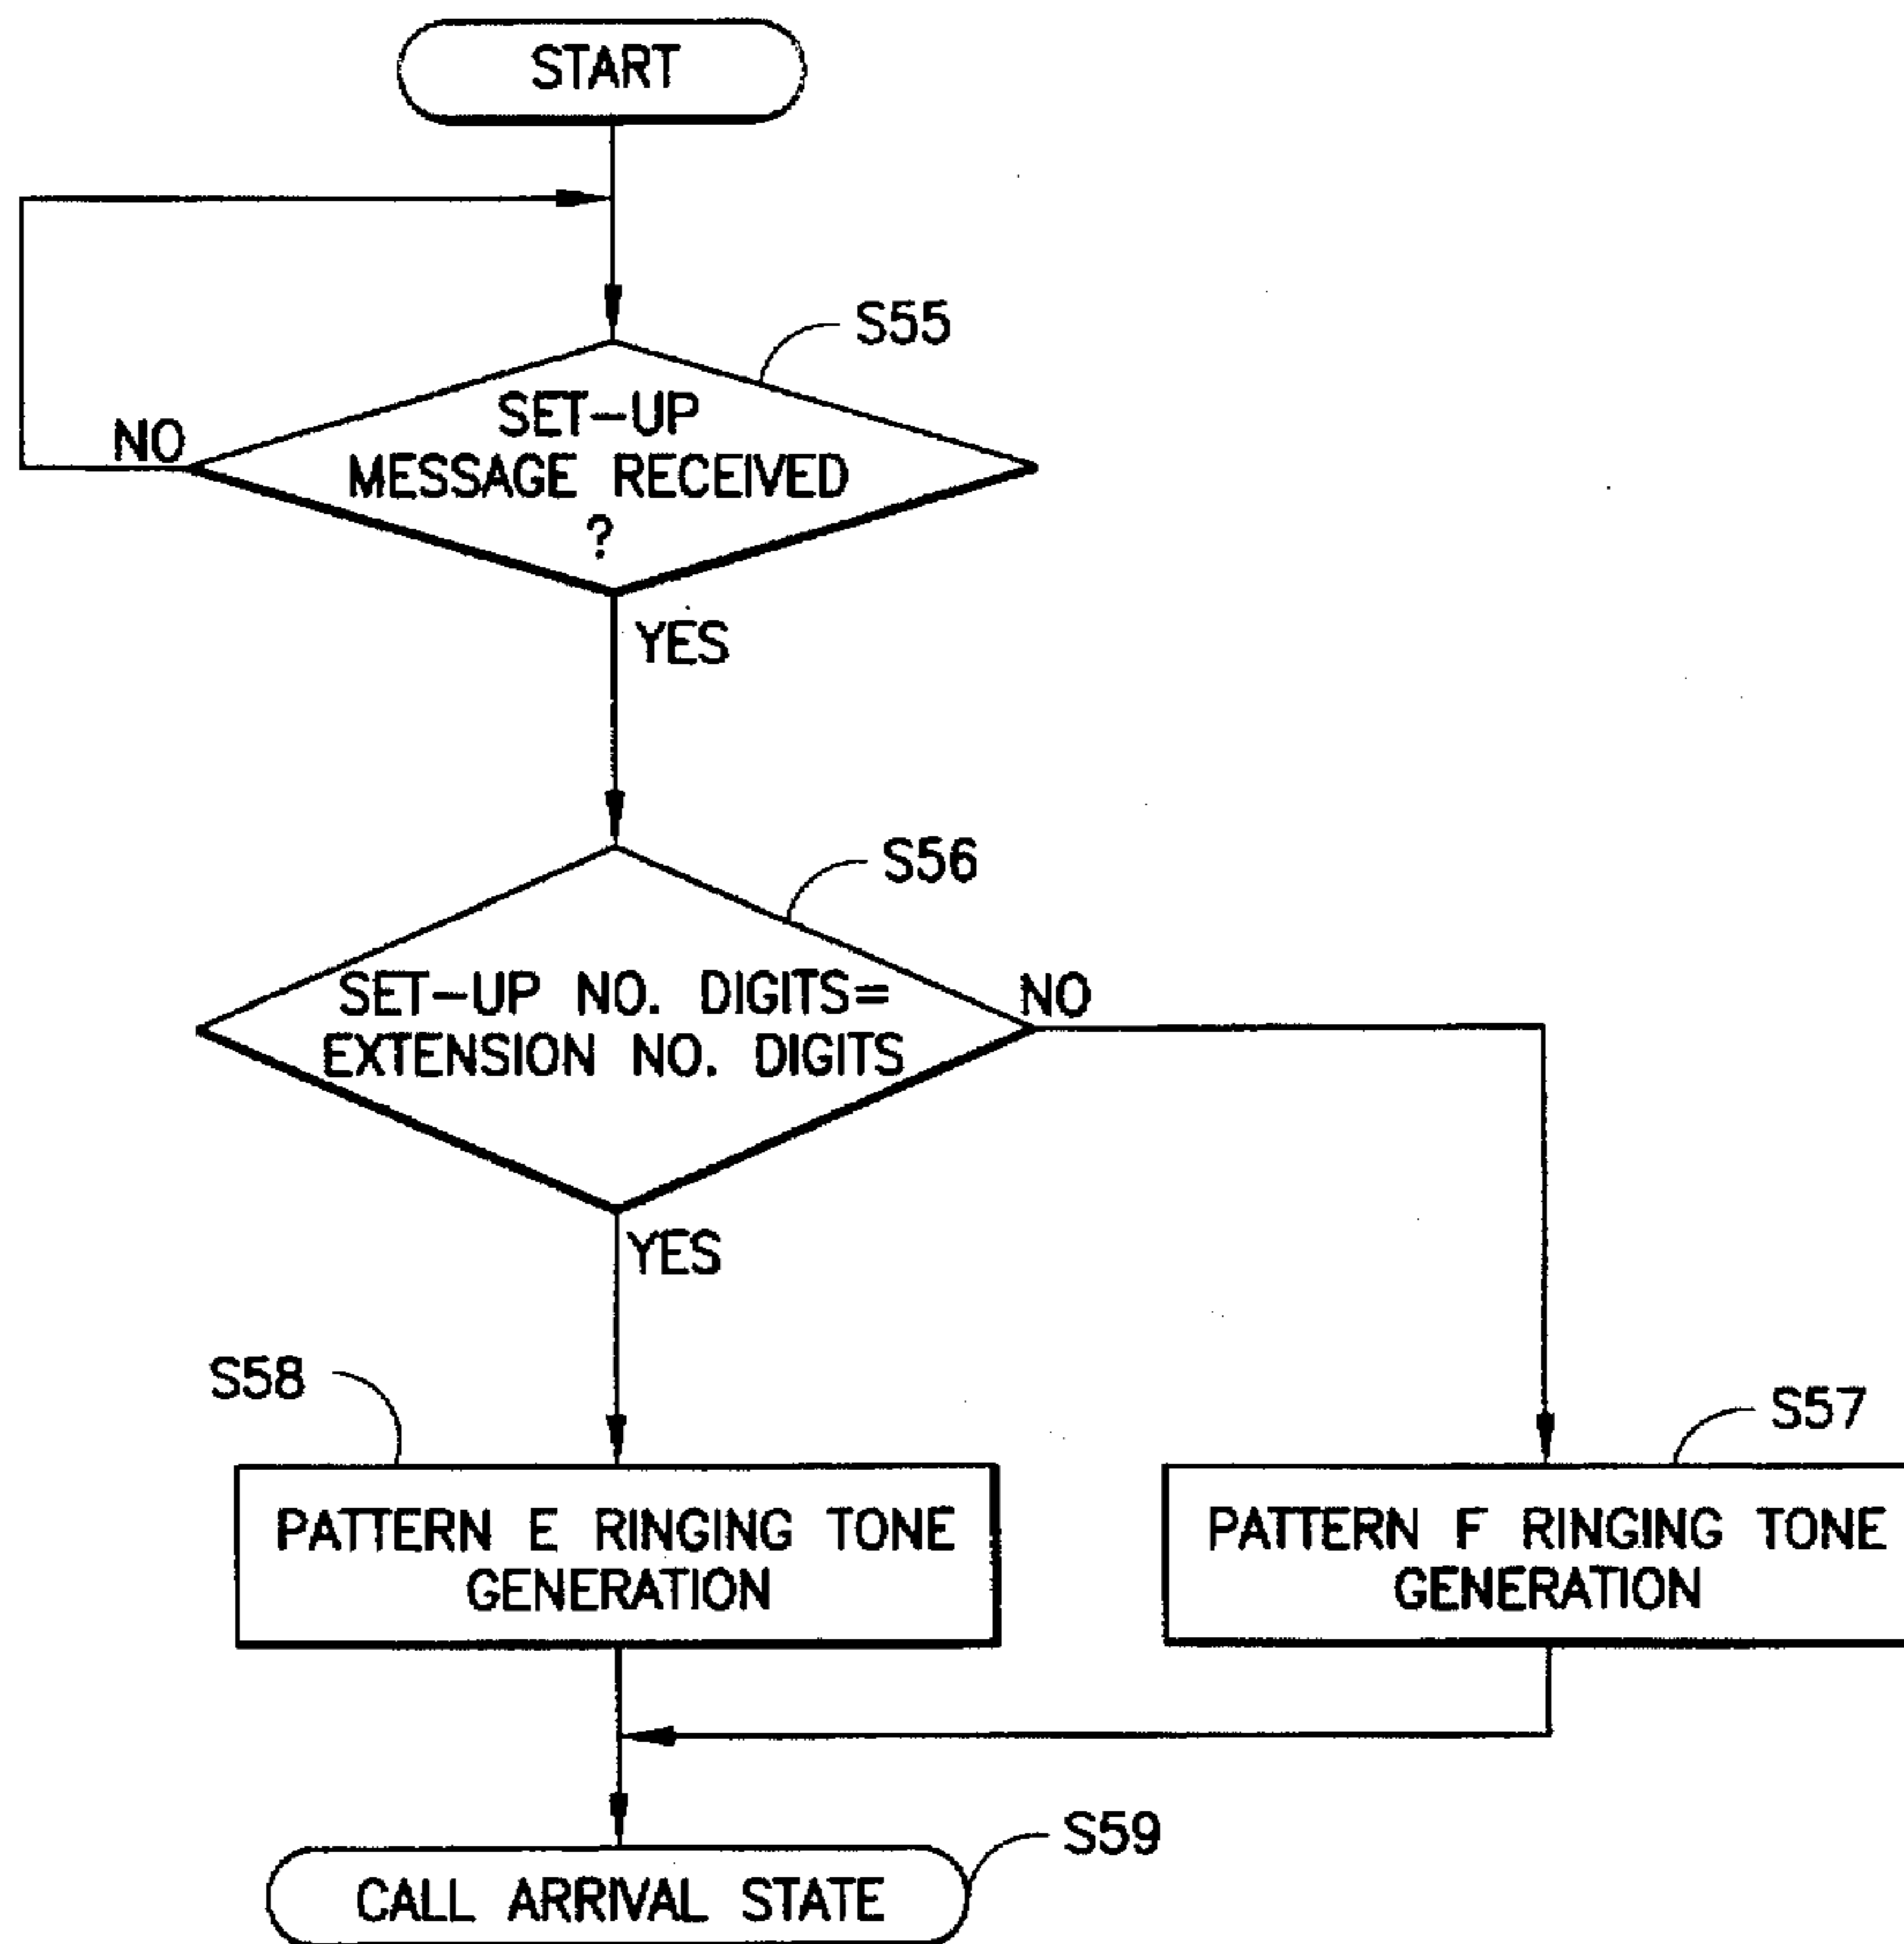 START
S55
SET-UP
MESSAGE RECEIVED
?
NO
YES
S56
SET-UP NO. DIGITS=
EXTENSION NO. DIGITS
NO
YES
S58
S57
PATTERN E RINGING TONE
GENERATION
PATTERN F RINGING TONE
GENERATION
S59
CALL ARRIVAL STATE